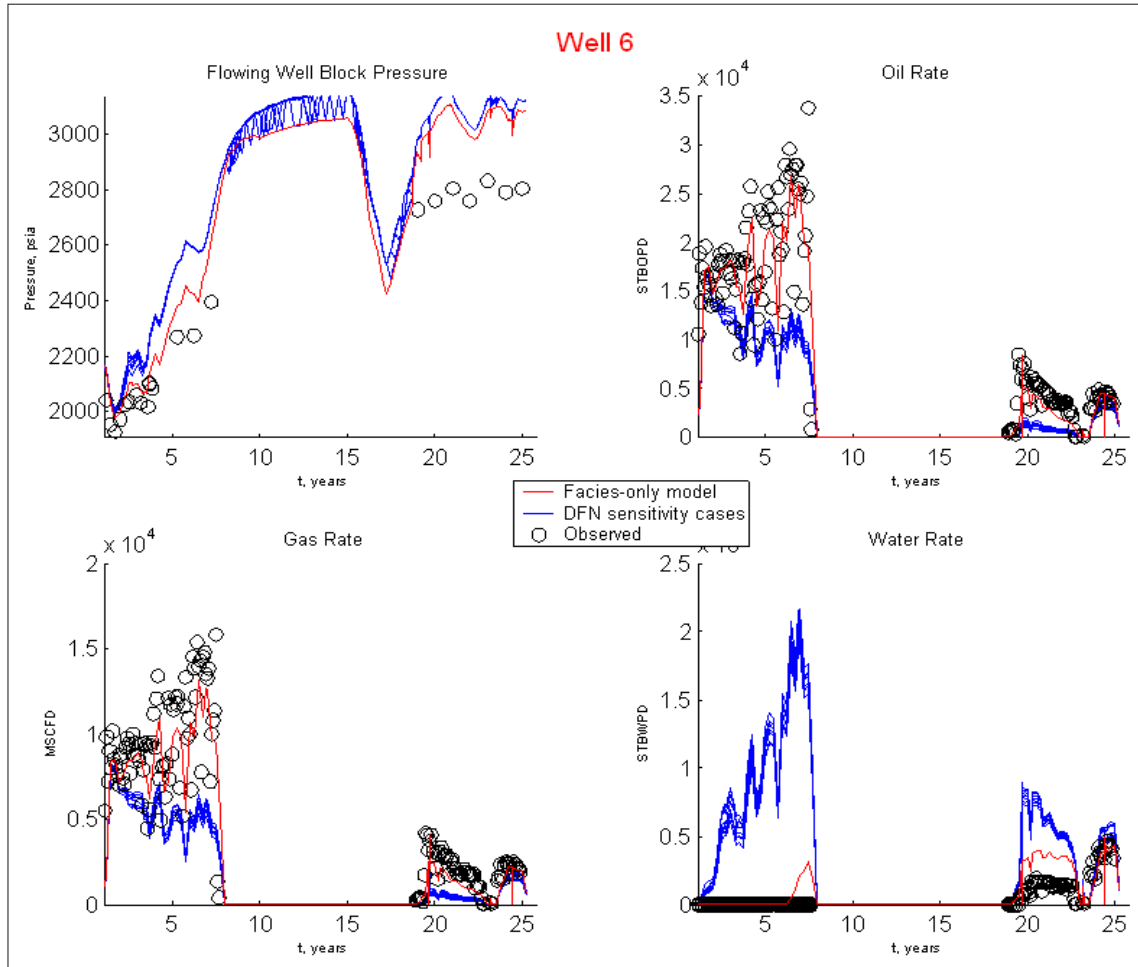 Well 6
Flowing Well Block Pressure
Pressure, psia
3000
2800
2600
2400
2200
2000
5 10 15 20 25
t, years
Oil Rate
x 10^4
STBOPD
3.5
3
2.5
2
1.5
1
0.5
0
5 10 15 20 25
t, years
Facies-only model
DFN sensitivity cases
Observed
Gas Rate
x 10^4
MSCFD
2
1.5
1
0.5
0
5 10 15 20 25
t, years
Water Rate
STBW/PD
2.5
2
1.5
1
0.5
0
5 10 15 20 25
t, years